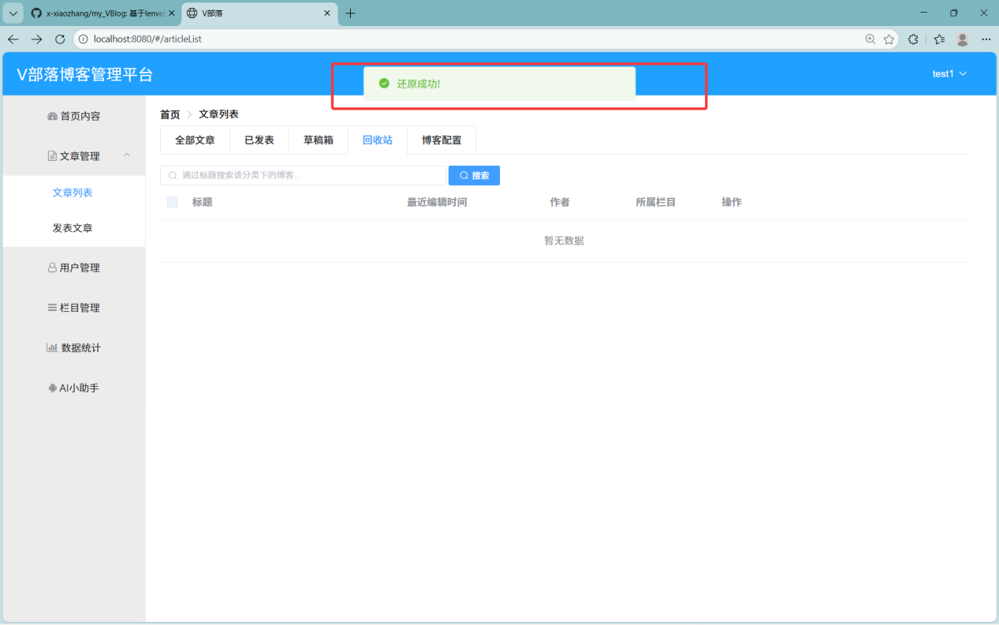 x-xiaozhang/my_VBlog: 基于lenve
V部落
localhost:8080/#/articleList
V部落博客管理平台
还原成功!
test1
首页内容
文章管理
文章列表
发表文章
用户管理
栏目管理
数据统计
AI小助手
首页 > 文章列表
全部文章 已发表 草稿箱 回收站 博客配置
通过标题搜索该分类下的博客...
搜索
标题 最近编辑时间 作者 所属栏目 操作
暂无数据